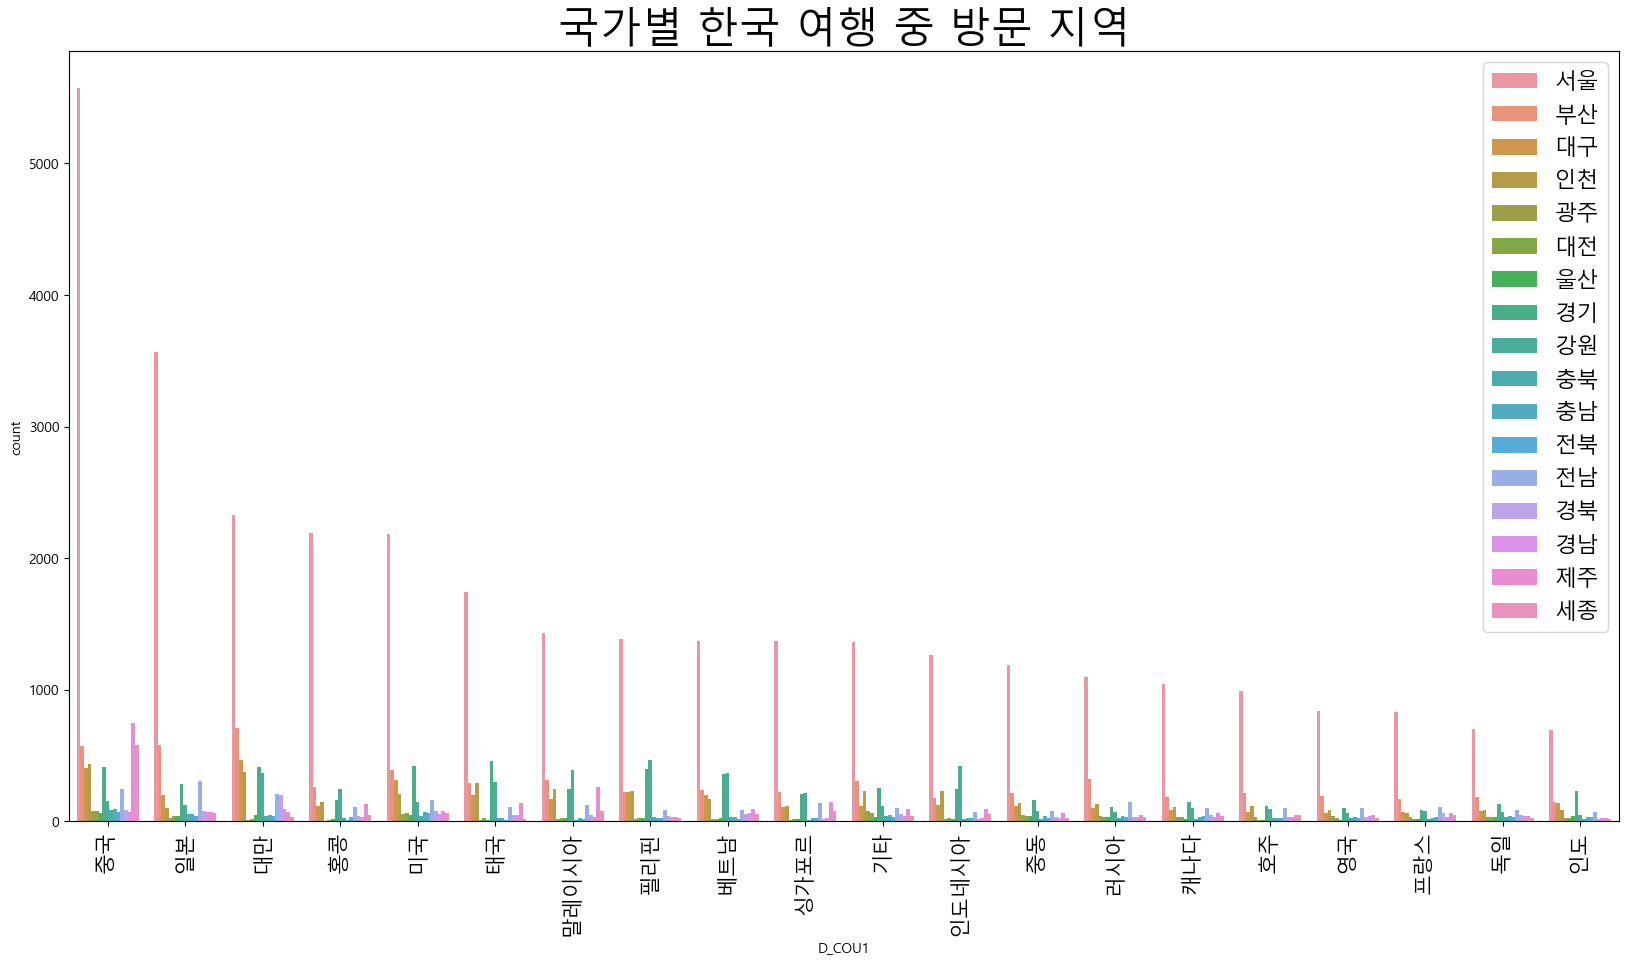 국가별 한국 여행 중 방문 지역
서울
부산
대구
인천
광주
대전
울산
경기
강원
충북
충남
전북
전남
경북
경남
제주
세종
count
5000
4000
3000
2000
1000
0
중국
일본
대만
홍콩
미국
태국
말레이시아
필리핀
베트남
싱가포르
기타
인도네시아
중동
러시아
캐나다
호주
영국
프랑스
독일
인도
D_COU1